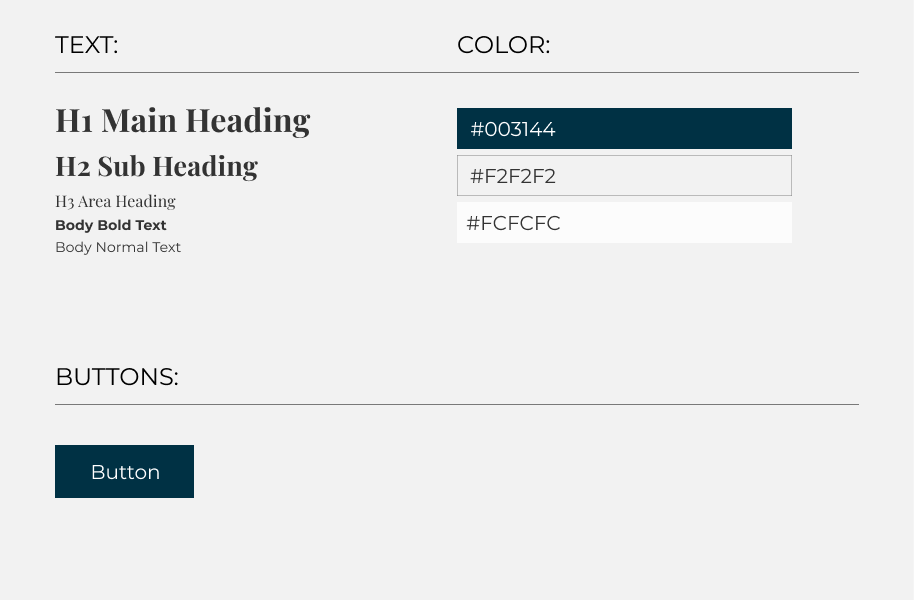 TEXT:
H1 Main Heading
H2 Sub Heading
H3 Area Heading
Body Bold Text
Body Normal Text
COLOR:
#003144
#F2F2F2
#FCFCFC
BUTTONS:
Button